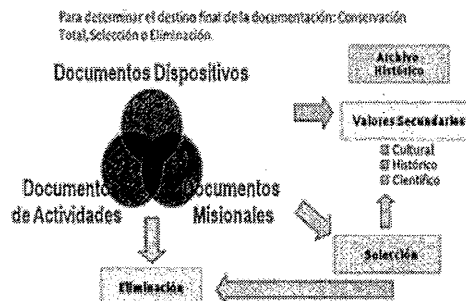 Para determinar el destino final de la documentación: Conservación
Total, Selección o Eliminación.
Documentos Dispositivos
Archivo
Histórico
Valores Secundarios
Cultural
Histórico
Científico
Documentos
de Actividades
Documentos
Misionales
Selección
Eliminación